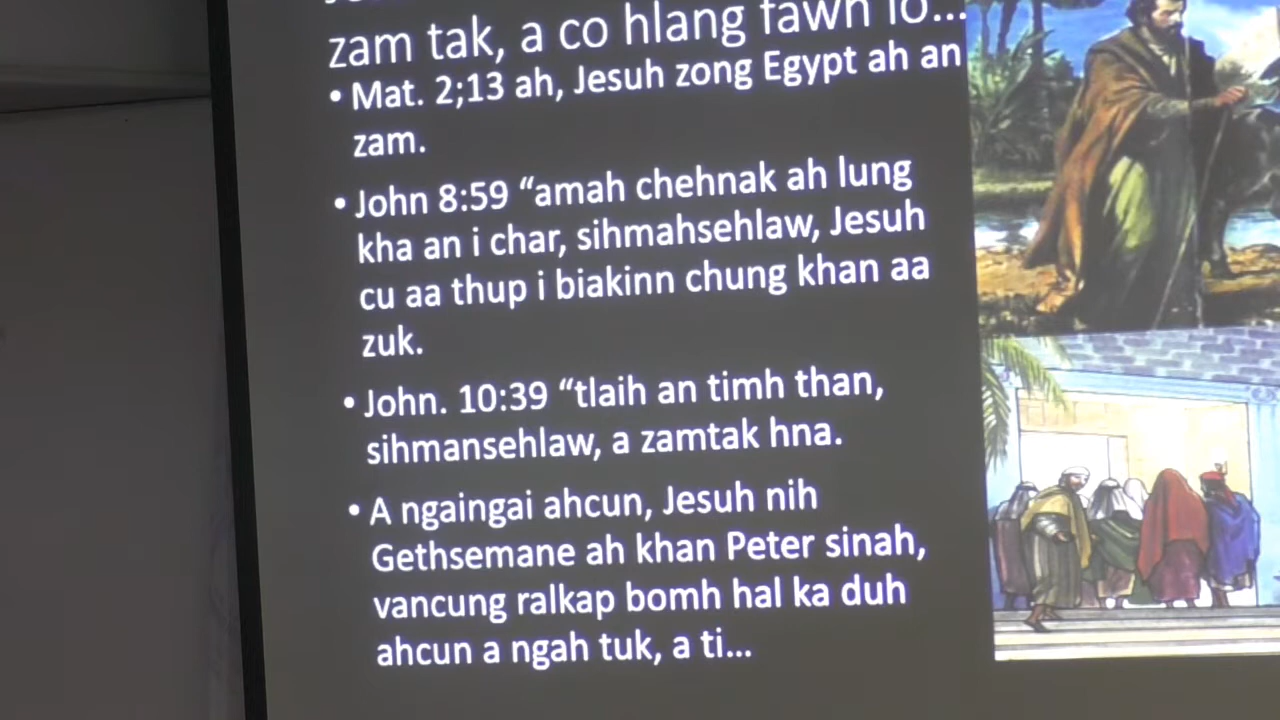 zam tak, a co hlang fawn lo...
• Mat. 2;13 ah, Jesuh zong Egypt ah an
zam.
• John 8:59 “amah chehnak ah lung
kha an i char, sihmahsehlaw, Jesuh
cu aa thup i biakinn chung khan aa
zuk.
• John. 10:39 “tlaih an timh than,
sihmansehlaw, a zamtak hna.
• A ngaingai ahcun, Jesuh nih
Gethsemane ah khan Peter sinah,
vancung ralkap bomh hal ka duh
ahcun a ngah tuk, a ti...